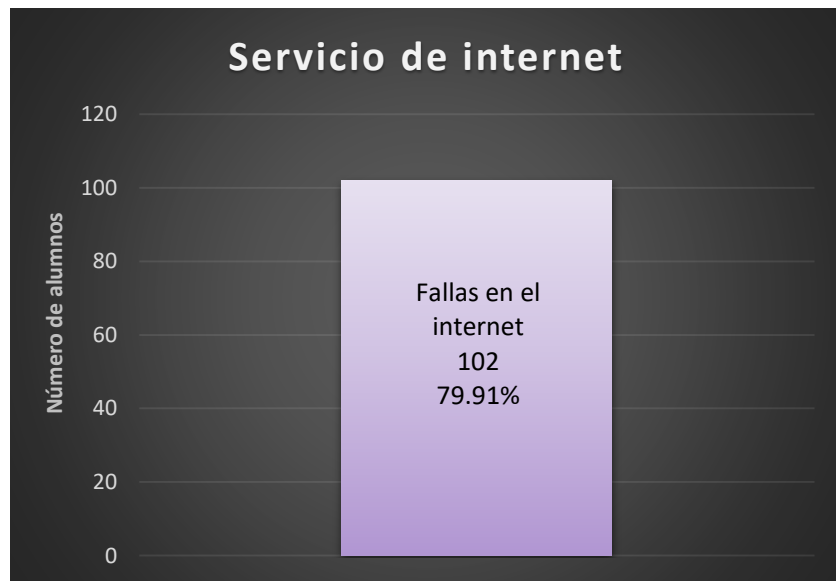 Servicio de internet
120
100
80
60
40
20
0
Número de alumnos
Fallas en el
internet
102
79.91%